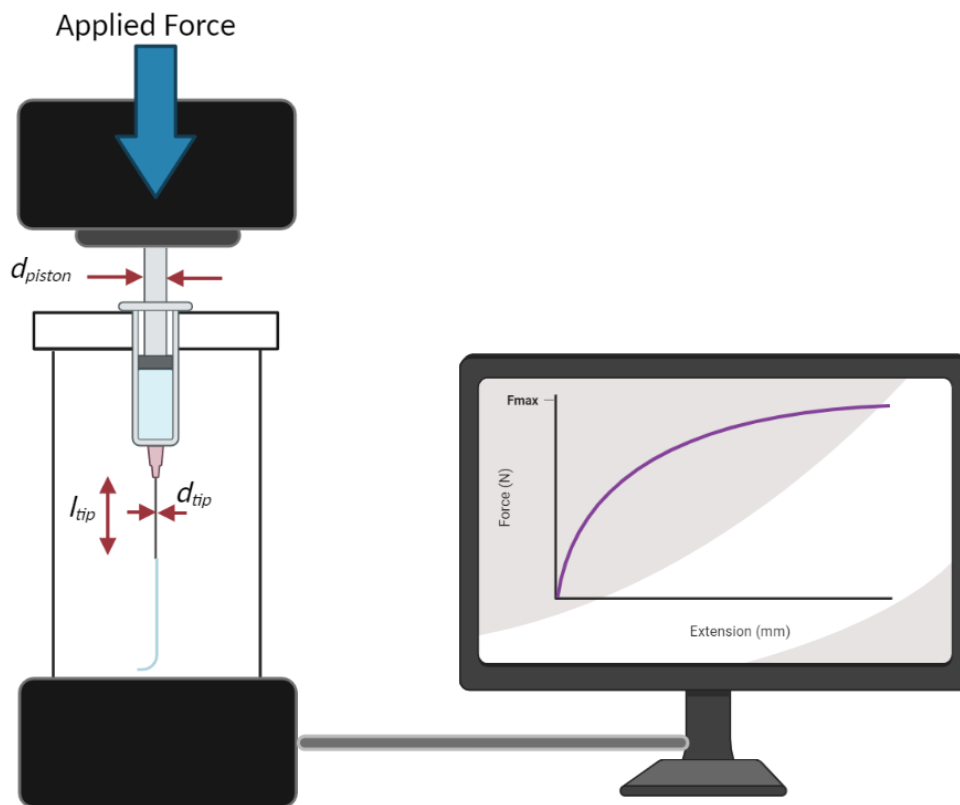 Applied Force
dpiston
ltip
dtip
Fmax
Force (N)
Extension (mm)